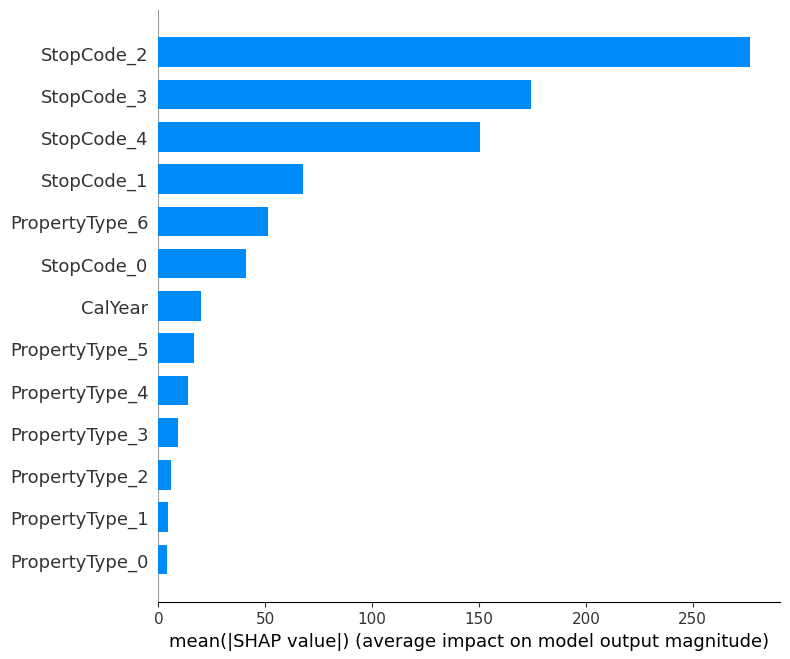 StopCode_2
StopCode_3
StopCode_4
StopCode_1
PropertyType_6
StopCode_0
CalYear
PropertyType_5
PropertyType_4
PropertyType_3
PropertyType_2
PropertyType_1
PropertyType_0
0 50 100 150 200 250
mean(|SHAP value|) (average impact on model output magnitude)